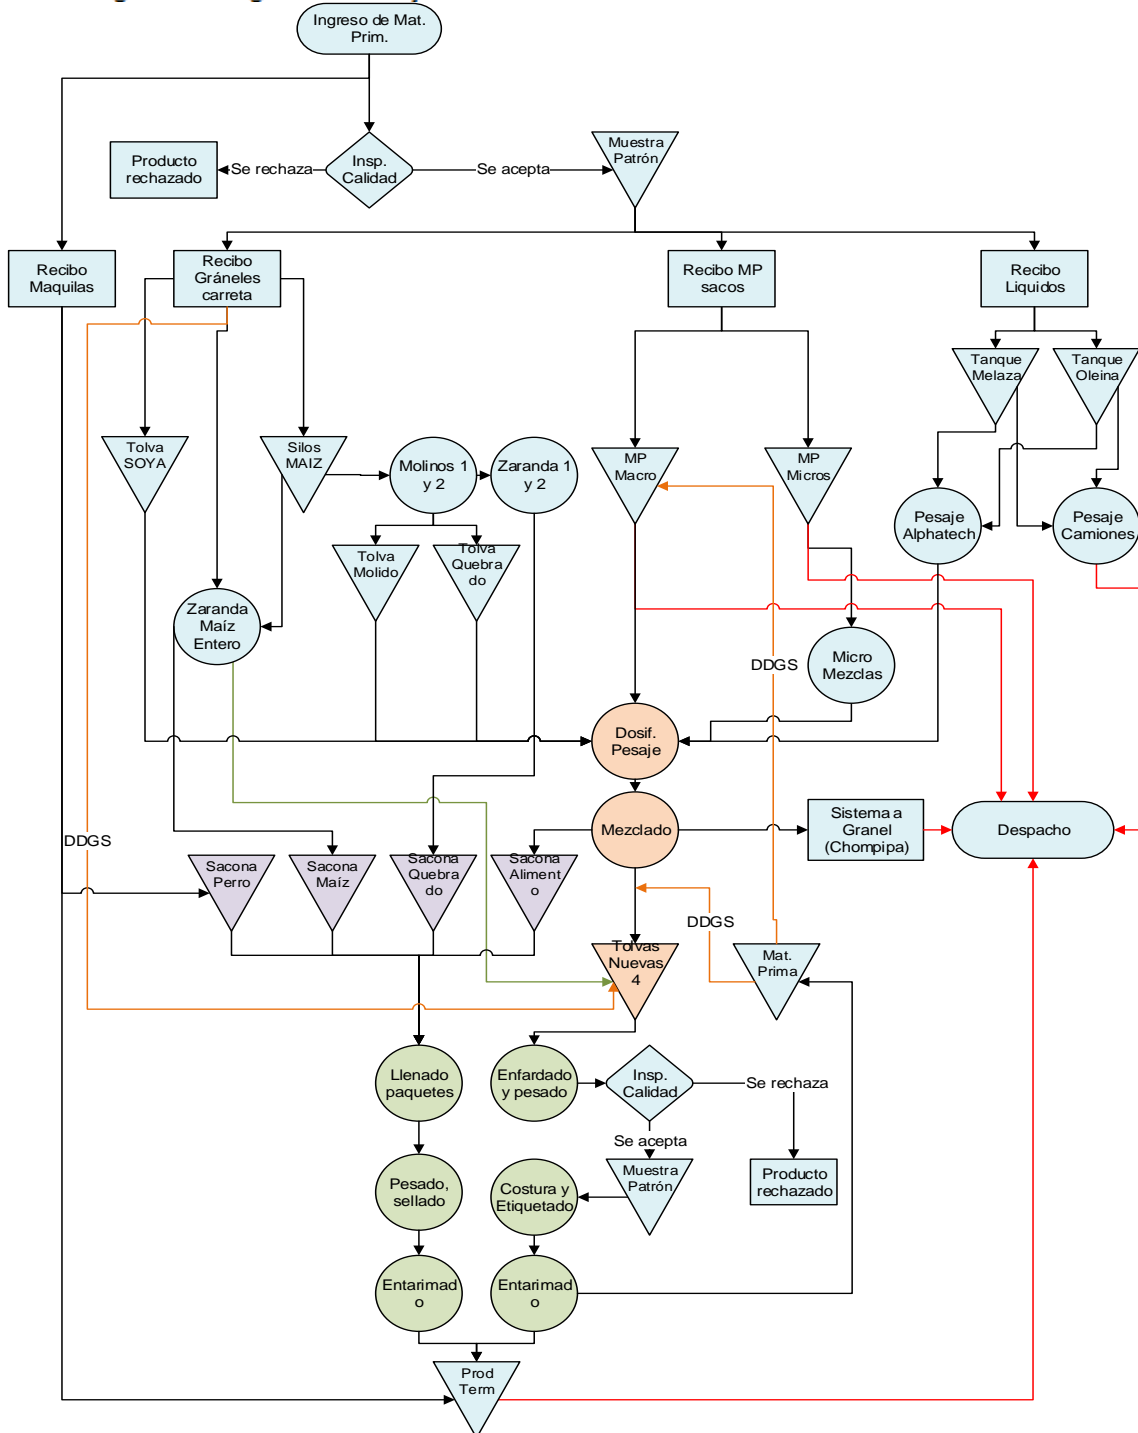 Ingreso de Mat.
Prim.
Producto
rechazado
Se rechaza
Insp.
Calidad
Se acepta
Muestra
Patrón
Recibo
Maquilas
Recibo
Gráneles
carreta
Recibo MP
sacos
Recibo
Liquidos
Tanque
Melaza
Tanque
Oleina
Tolva
SOYA
Silos
MAIZ
Molinos 1
y 2
Zaranda 1
y 2
MP
Macro
MP
Micros
Pesaje
Alphatech
Pesaje
Camiones
Tolva
Molido
Tolva
Quebra
do
Zaranda
Maíz
Entero
Micro
Mezclas
DDGS
Dosif.
Pesaje
Mezclado
Sistema a
Granel
(Chompipa)
Despacho
DDGS
Sacona
Perro
Sacona
Maíz
Sacona
Quebra
do
Sacona
Aliment
o
DDGS
Tolvas
Nuevas
4
Mat.
Prima
Llenado
paquetes
Enfardado
y pesado
Insp.
Calidad
Se rechaza
Se acepta
Pesado,
sellado
Costura y
Etiquetado
Muestra
Patrón
Producto
rechazado
Entarimad
o
Entarimad
o
Prod
Term